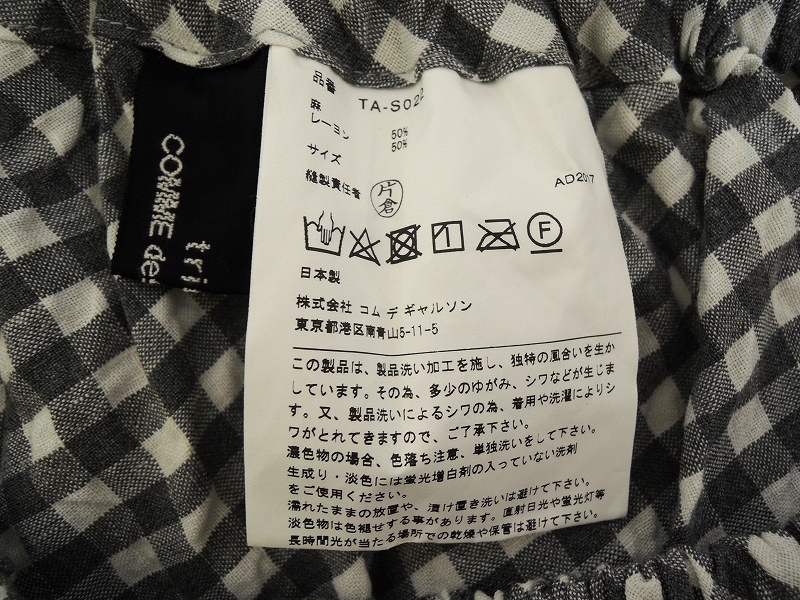 tri
COMME de
品番 TA-S022
麻 50%
レーヨン 50%
サイズ
縫製責任者 片倉
AD2017
1
F
日本製
株式会社 コム デ ギャルソン
東京都港区南青山5-11-5
この製品は、製品洗い加工を施し、独特の風合いを生か
しています。その為、多少のゆがみ、シワなどが生じま
す。又、製品洗いによるシワの為、着用や洗濯によりシ
ワがとれてきますので、ご了承下さい。
濃色物の場合、色落ち注意、単独洗いをして下さい。
生成り・淡色には蛍光増白剤の入っていない洗剤
をご使用ください。
濡れたままの放置や、漬け置き洗いは避けて下さい。
淡色物は色褪せする事があります。直射日光や蛍光灯等
長時間光が当たる場所での乾燥や保管は避けて下さい。